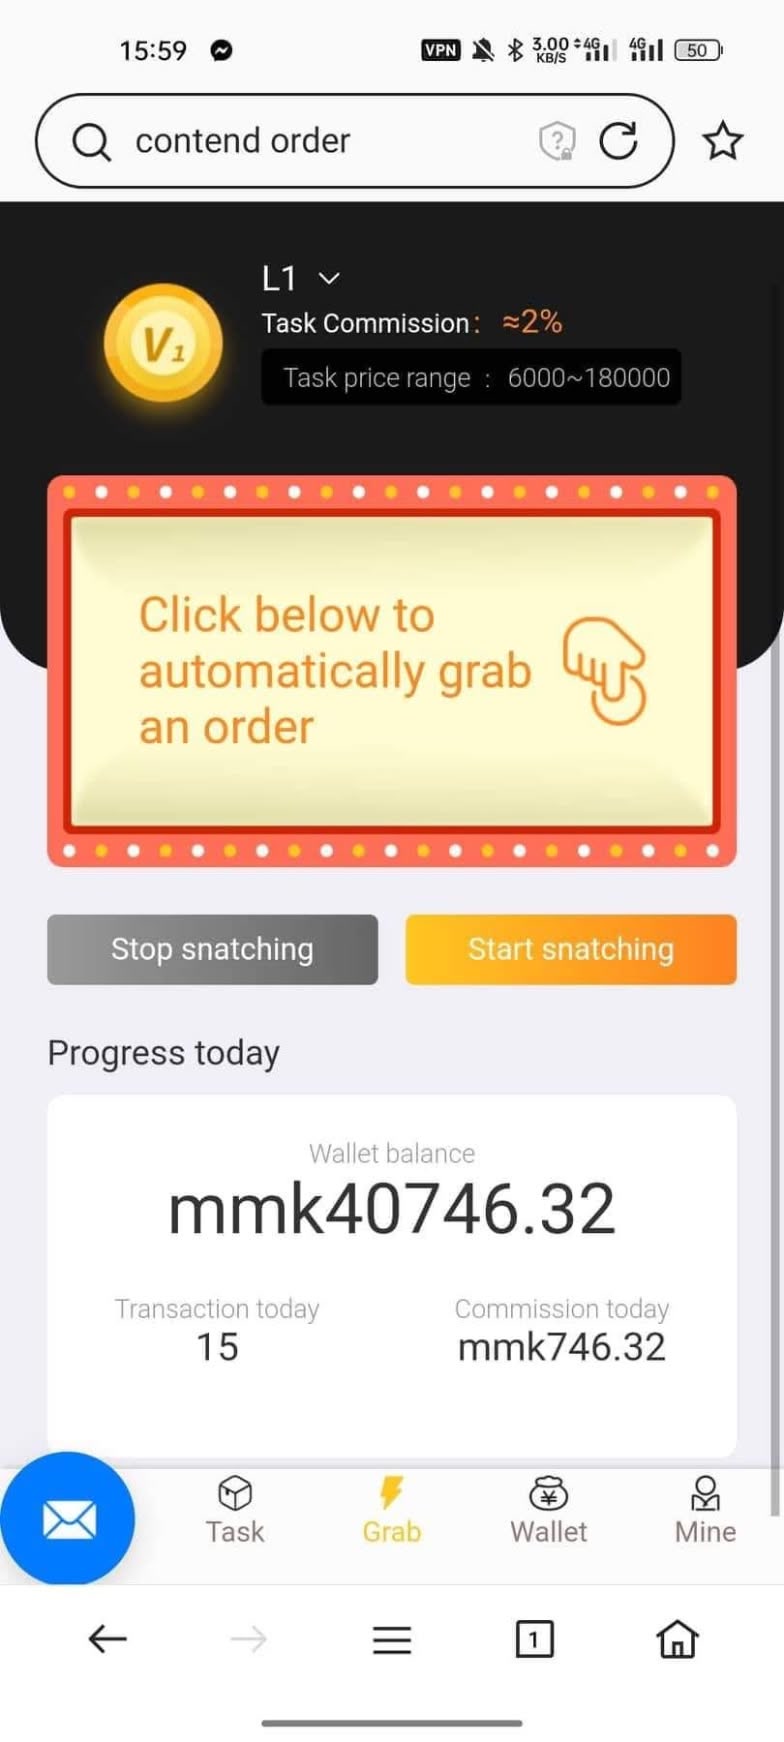 15:59
VPN 3.00 KB/S 4G 4G 50
contend order
L1
V1
Task Commission: ≈2%
Task price range : 6000~180000
Click below to
automatically grab
an order
Stop snatching Start snatching
Progress today
Wallet balance
mmk40746.32
Transaction today Commission today
15 mmk746.32
Task Grab Wallet Mine
1